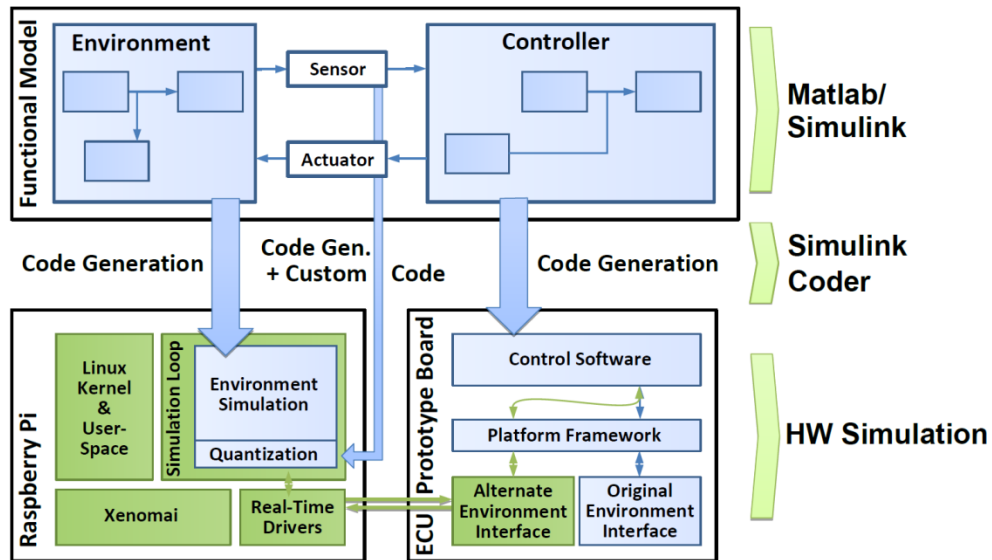 Functional Model
Environment
Sensor
Actuator
Controller
Matlab/
Simulink
Code Generation
Code Gen.
+ Custom
Code
Code Generation
Simulink
Coder
Raspberry Pi
Linux
Kernel
&
User-
Space
Simulation Loop
Environment
Simulation
Quantization
Xenomai
Real-Time
Drivers
ECU Prototype Board
Control Software
Platform Framework
Alternate
Environment
Interface
Original
Environment
Interface
HW Simulation